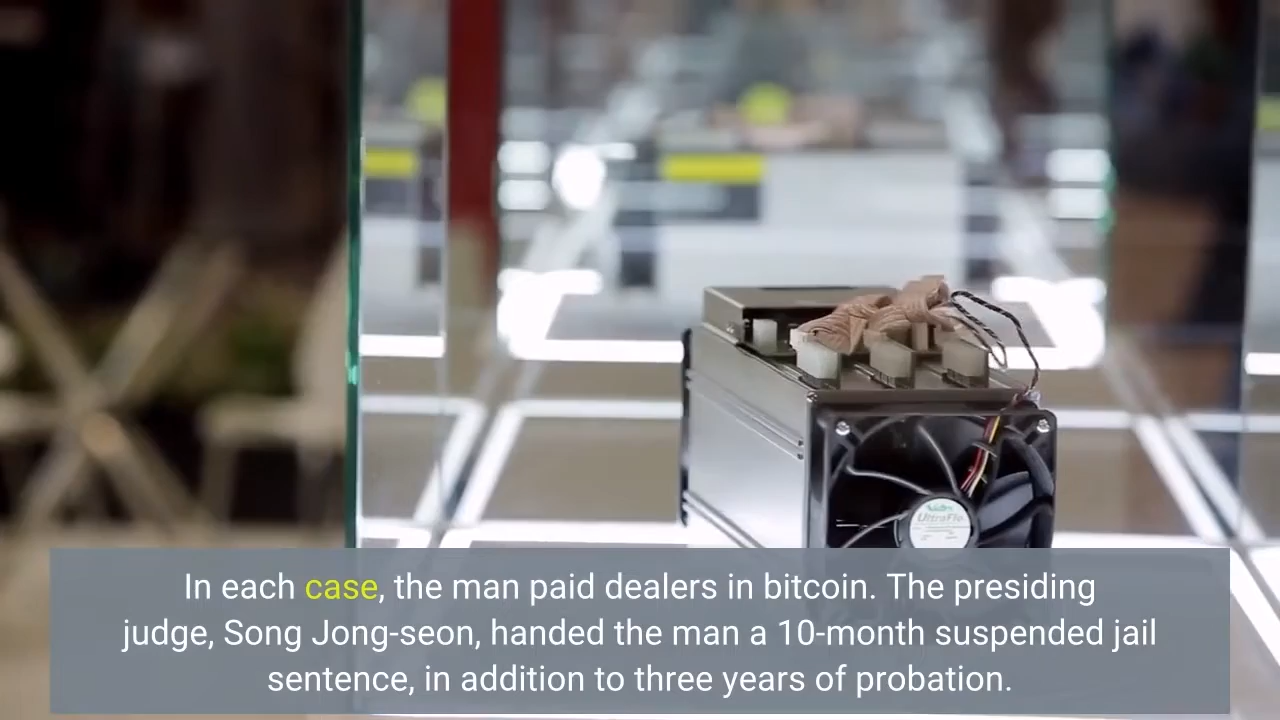 UltraFlo
In each case, the man paid dealers in bitcoin. The presiding
judge, Song Jong-seon, handed the man a 10-month suspended jail
sentence, in addition to three years of probation.